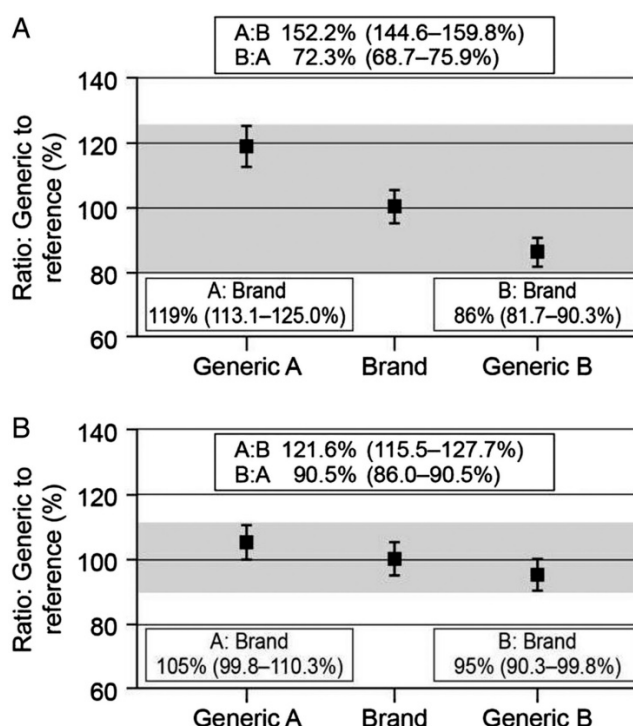 A
A:B 152.2% (144.6–159.8%)
B:A 72.3% (68.7–75.9%)
Ratio: Generic to
reference (%)
140
120
100
80
60
A: Brand
119% (113.1–125.0%)
B: Brand
86% (81.7–90.3%)
Generic A
Brand
Generic B
B
A:B 121.6% (115.5–127.7%)
B:A 90.5% (86.0–90.5%)
Ratio: Generic to
reference (%)
140
120
100
80
60
A: Brand
105% (99.8–110.3%)
B: Brand
95% (90.3–99.8%)
Generic A
Brand
Generic B